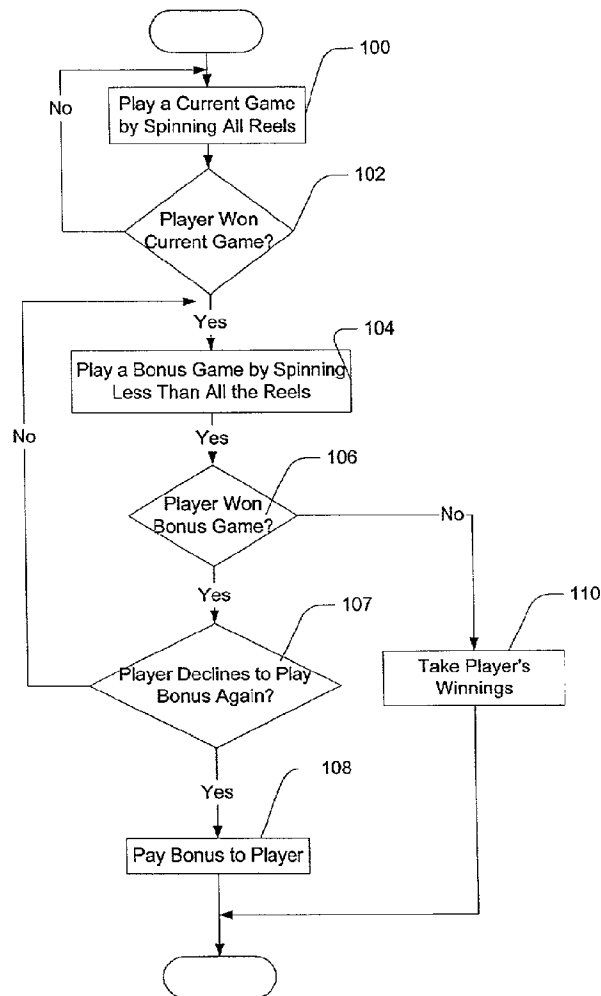 100
No
Play a Current Game
by Spinning All Reels
102
Player Won
Current Game?
Yes
104
Play a Bonus Game by Spinning
Less Than All the Reels
No
Yes
106
Player Won
Bonus Game?
No
Yes
107
110
Player Declines to Play
Bonus Again?
Take Player's
Winnings
108
Yes
Pay Bonus to Player